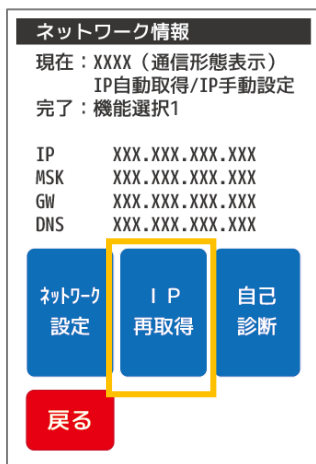 ネットワーク情報
現在：XXXX（通信形態表示）
IP自動取得/IP手動設定
完了：機能選択1
IP XXX.XXX.XXX.XXX
MSK XXX.XXX.XXX.XXX
GW XXX.XXX.XXX.XXX
DNS XXX.XXX.XXX.XXX
ﾈｯﾄﾜｰｸ
設定
ＩＰ
再取得
自己
診断
戻る